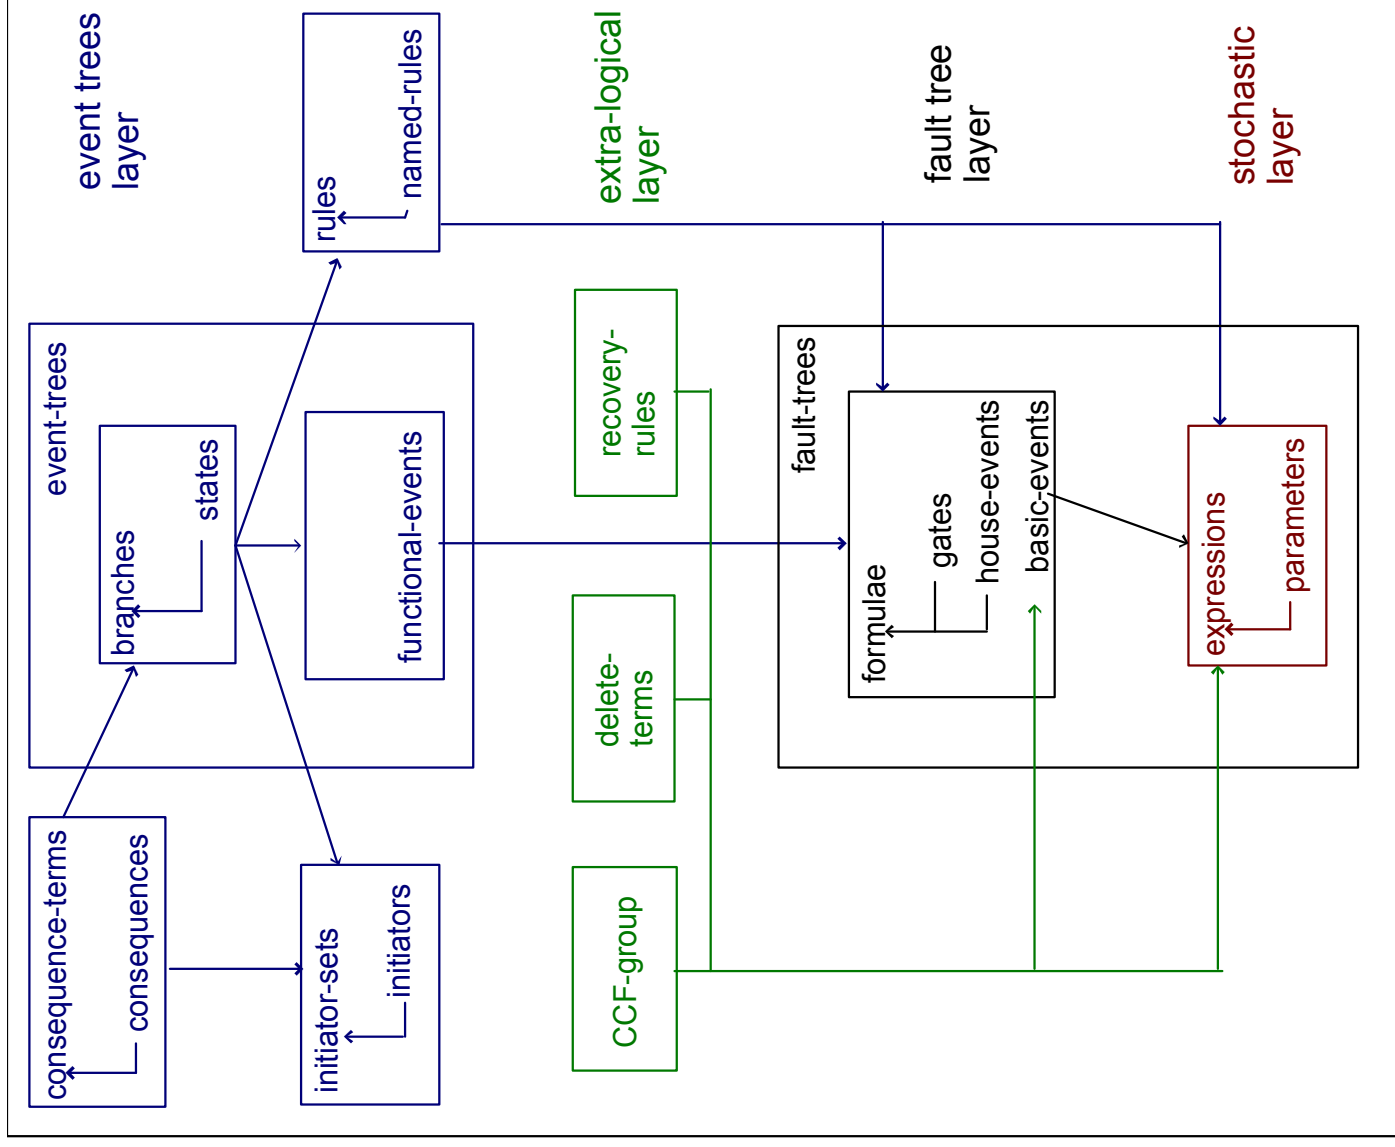 event trees
layer
rules
named-rules
event-trees
branches
states
functional-events
consequence-terms
consequences
initiator-sets
initiators
extra-logical
layer
recovery-
rules
delete-
terms
CCF-group
fault tree
layer
fault-trees
formulae
gates
house-events
basic-events
stochastic
layer
expressions
parameters